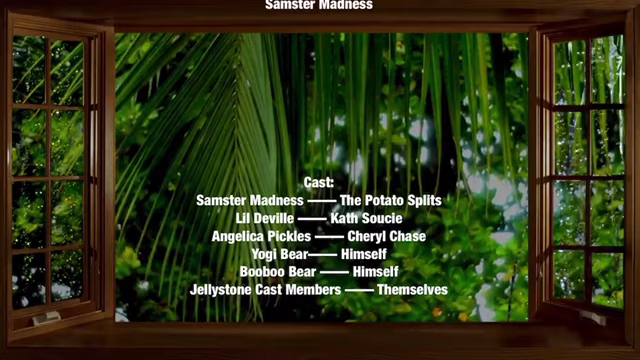 Samster Madness
Cast:
Samster Madness —— The Potato Splits
Lil Deville —— Kath Soucie
Angelica Pickles —— Cheryl Chase
Yogi Bear—— Himself
Booboo Bear —— Himself
Jellystone Cast Members —— Themselves